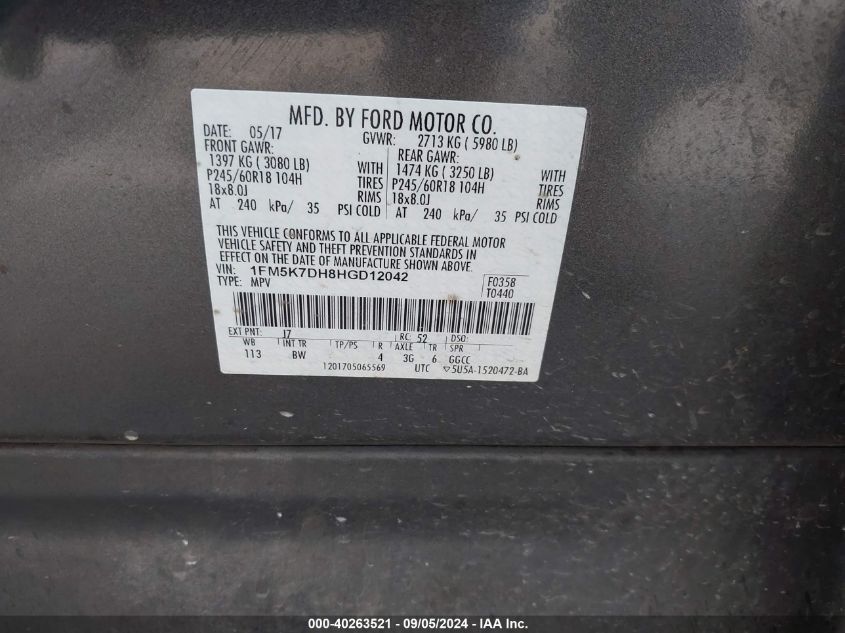 MFD. BY FORD MOTOR CO.
DATE: 05/17 GVWR: 2713 KG ( 5980 LB)
FRONT GAWR: REAR GAWR:
1397 KG ( 3080 LB) WITH 1474 KG ( 3250 LB) WITH
P245/60R18 104H TIRES P245/60R18 104H TIRES
18x8.0J RIMS 18x8.0J RIMS
AT 240 kPa/ 35 PSI COLD AT 240 kPa/ 35 PSI COLD
THIS VEHICLE CONFORMS TO ALL APPLICABLE FEDERAL MOTOR
VEHICLE SAFETY AND THEFT PREVENTION STANDARDS IN
EFFECT ON THE DATE OF MANUFACTURE SHOWN ABOVE.
VIN: 1FM5K7DH8HGD12042 F0358
TYPE: MPV T0440
EXT PNT: J7 RC: 52 DSO:
WB INT TR TP/PS R AXLE TR SPR
113 BW 4 3G 6 GGCC
1201705065569 UTC ▽5U5A-1520472-BA
000-40263521 - 09/05/2024 - IAA Inc.